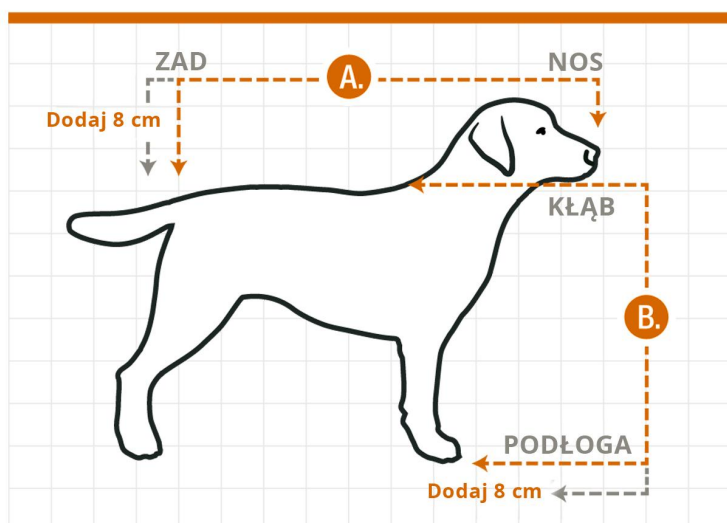 ZAD
A.
NOS
Dodaj 8 cm
KŁĄB
B.
PODŁOGA
Dodaj 8 cm